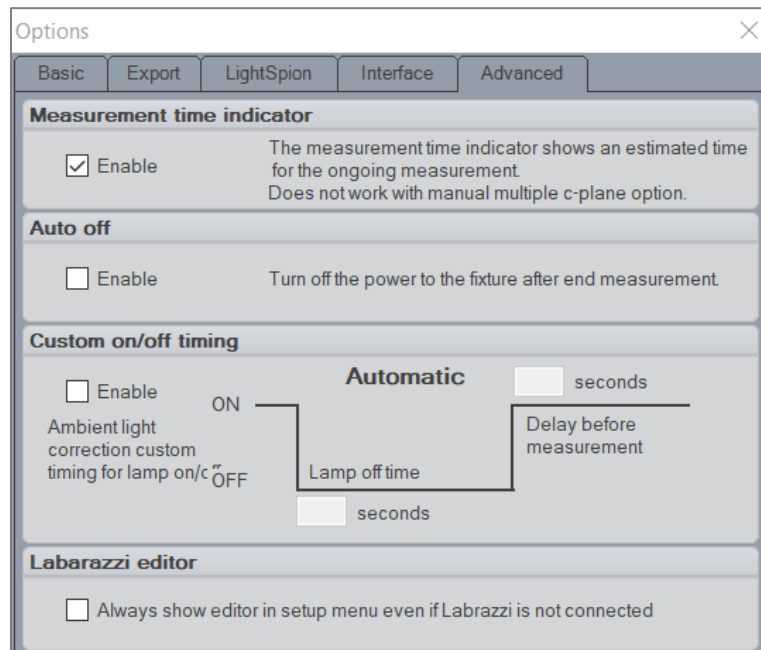 Options
Basic
Export
LightSpion
Interface
Advanced
Measurement time indicator
Enable
The measurement time indicator shows an estimated time
for the ongoing measurement.
Does not work with manual multiple c-plane option.
Auto off
Enable
Turn off the power to the fixture after end measurement.
Custom on/off timing
Enable
Ambient light
correction custom
timing for lamp on/
Automatic
seconds
ON
Delay before
measurement
OFF
Lamp off time
seconds
Labarazzi editor
Always show editor in setup menu even if Labrazzi is not connected